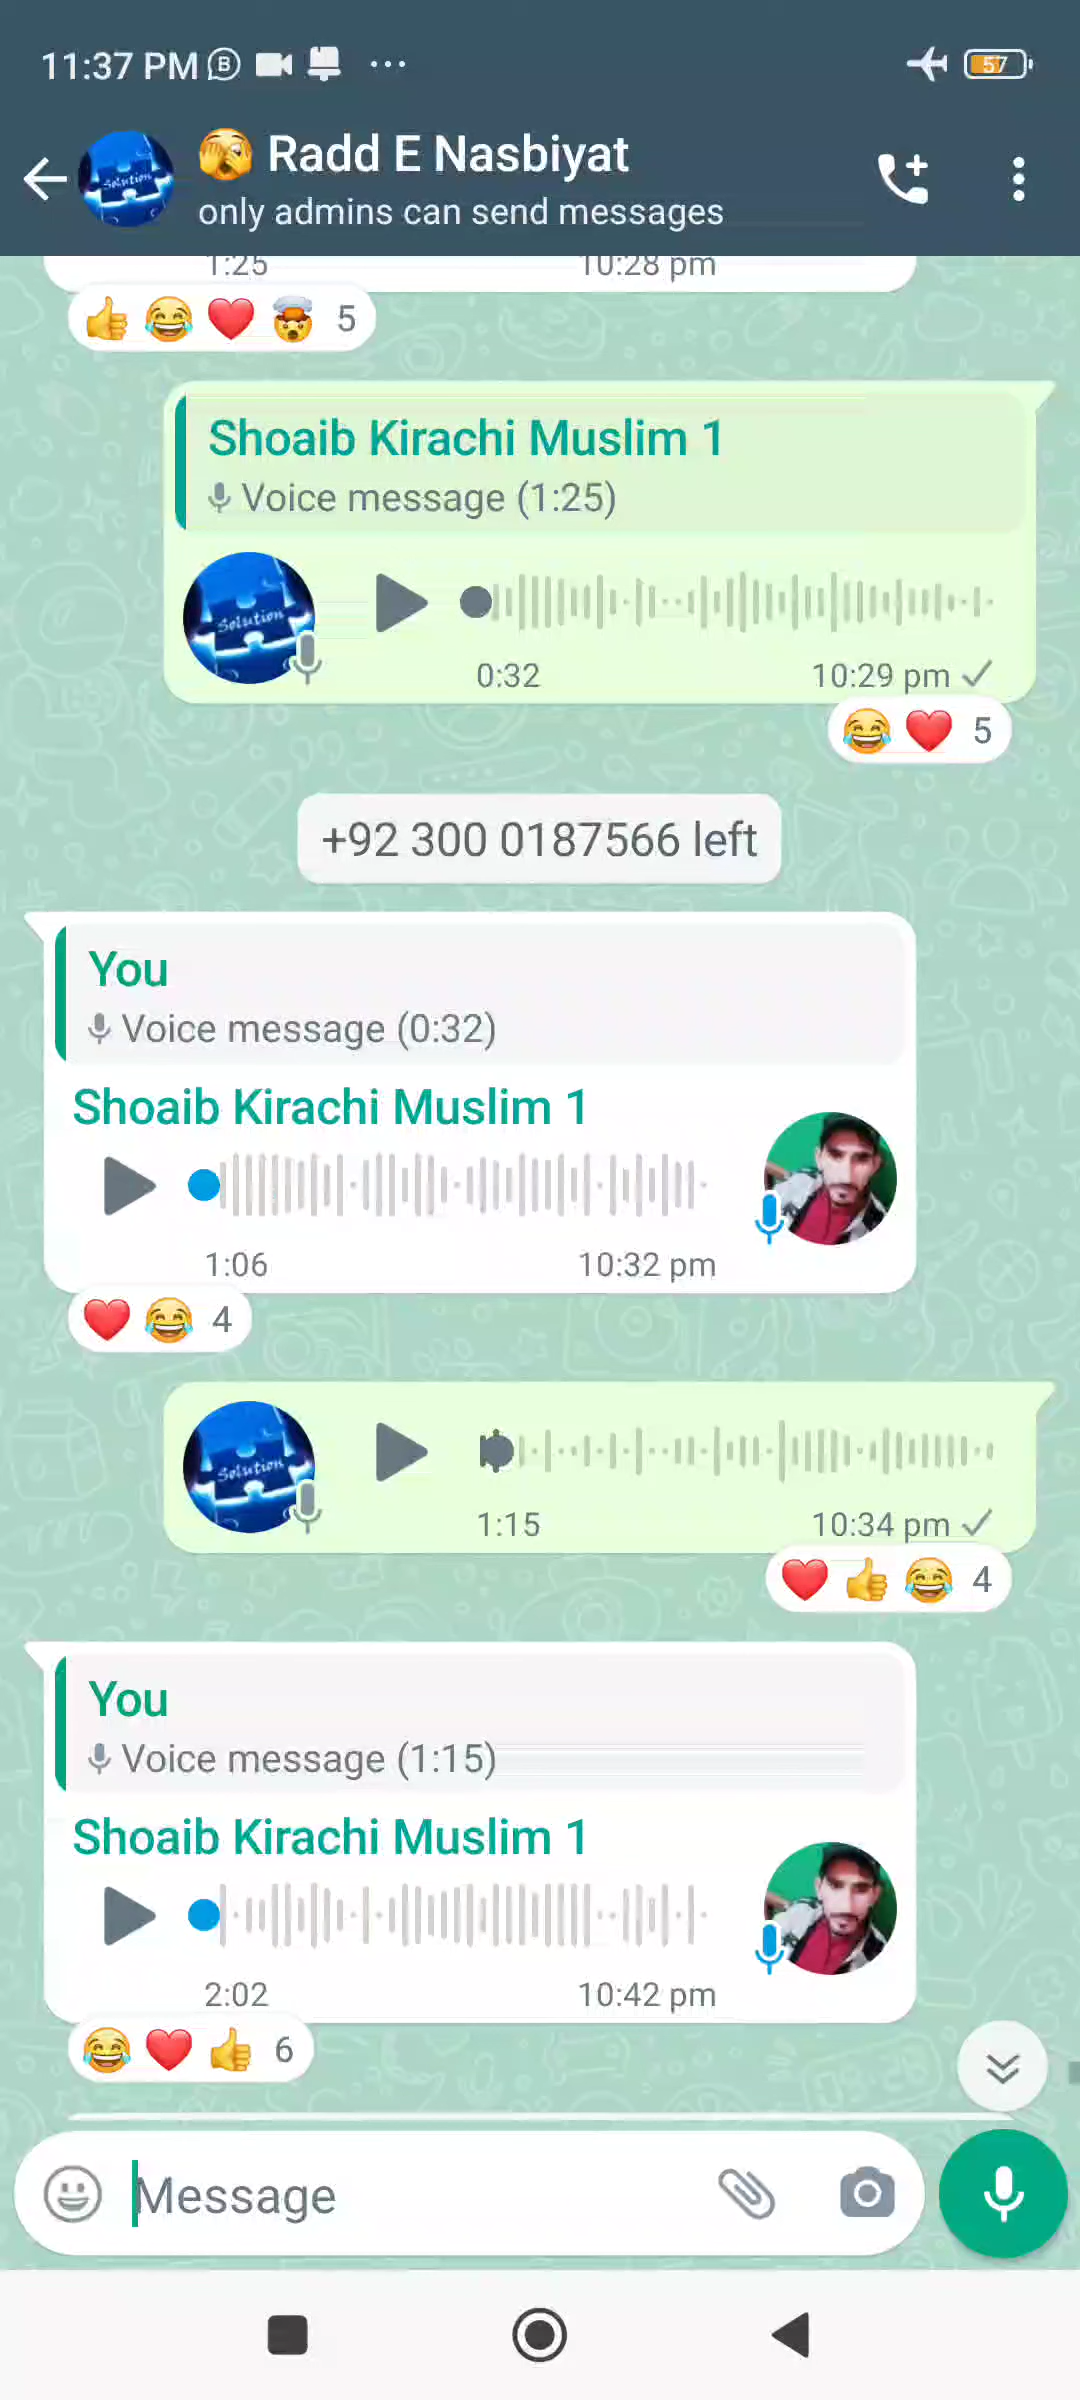 11:37 PM
57
Radd E Nasbiyat
only admins can send messages
1:25 10:28 pm
5
Shoaib Kirachi Muslim 1
Voice message (1:25)
Solution
0:32 10:29 pm
5
+92 300 0187566 left
You
Voice message (0:32)
Shoaib Kirachi Muslim 1
1:06 10:32 pm
4
Solution
1:15 10:34 pm
4
You
Voice message (1:15)
Shoaib Kirachi Muslim 1
2:02 10:42 pm
6
Message